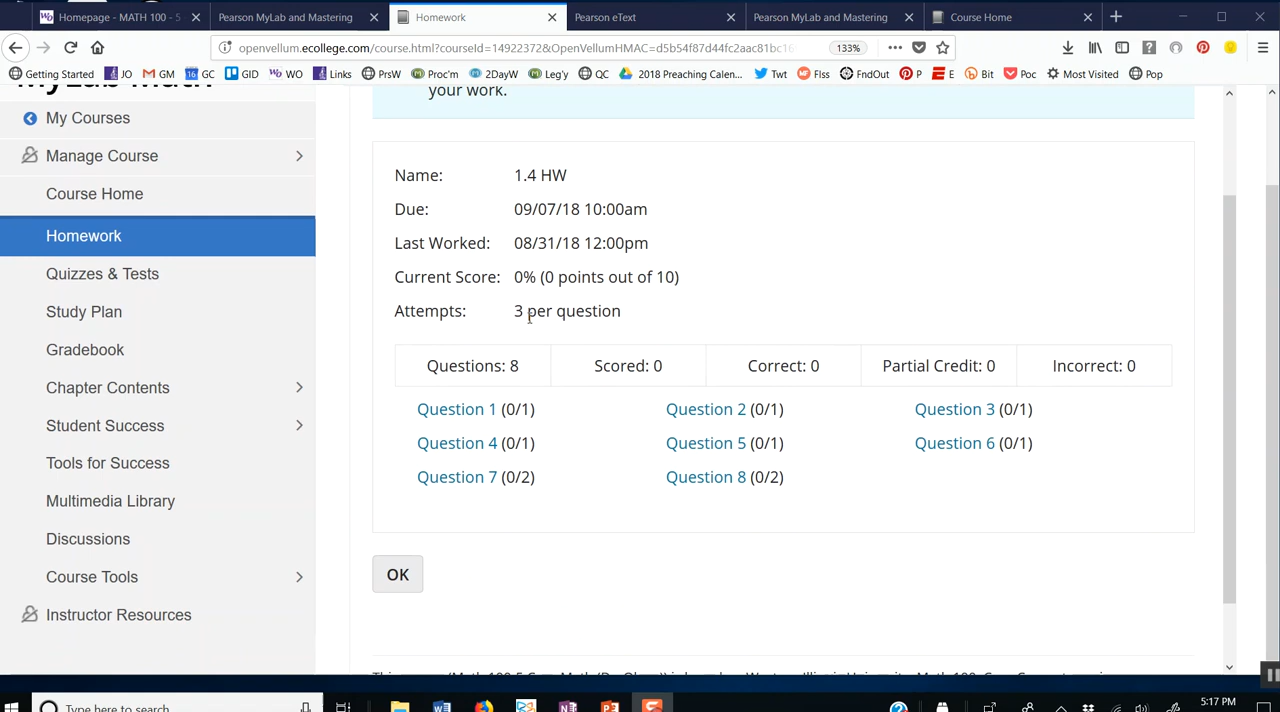 Homepage - MATH 100 - 5
Pearson MyLab and Mastering
Homework
Pearson eText
Pearson MyLab and Mastering
Course Home
openvellum.ecollege.com/course.html?courseId=14922372&OpenVellumHMAC=d5b54f87d44fc2aac81bc16
133%
Getting Started JO GM GC GID WO Links PrsW Proc'm 2DayW Leg'y QC 2018 Preaching Calen... Twt FIss FndOut P E Bit Poc Most Visited Pop
My Courses
Manage Course
Course Home
Homework
Quizzes & Tests
Study Plan
Gradebook
Chapter Contents
Student Success
Tools for Success
Multimedia Library
Discussions
Course Tools
Instructor Resources
your work.
Name: 1.4 HW
Due: 09/07/18 10:00am
Last Worked: 08/31/18 12:00pm
Current Score: 0% (0 points out of 10)
Attempts: 3 per question
Questions: 8 Scored: 0 Correct: 0 Partial Credit: 0 Incorrect: 0
Question 1 (0/1) Question 2 (0/1) Question 3 (0/1)
Question 4 (0/1) Question 5 (0/1) Question 6 (0/1)
Question 7 (0/2) Question 8 (0/2)
OK
Type here to search
5:17 PM